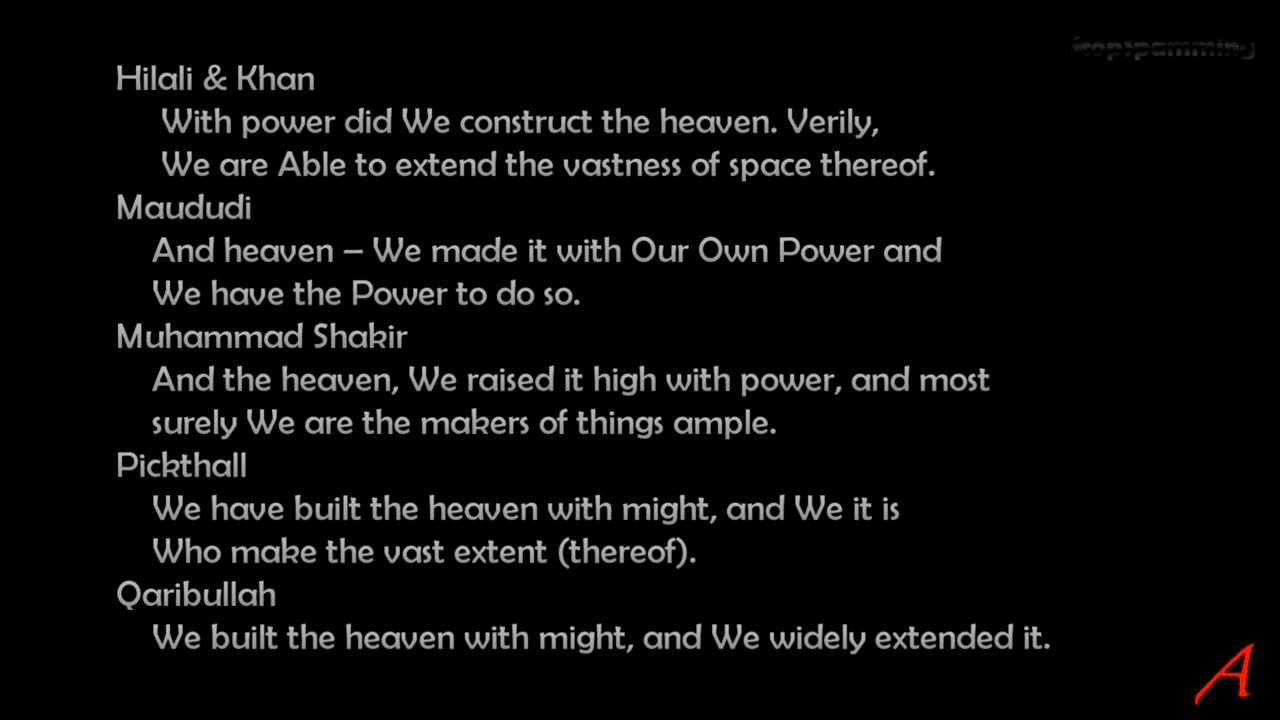 StopSpamming
Hilali & Khan
With power did We construct the heaven. Verily,
We are Able to extend the vastness of space thereof.
Maududi
And heaven – We made it with Our Own Power and
We have the Power to do so.
Muhammad Shakir
And the heaven, We raised it high with power, and most
surely We are the makers of things ample.
Pickthall
We have built the heaven with might, and We it is
Who make the vast extent (thereof).
Qaribullah
We built the heaven with might, and We widely extended it.
A